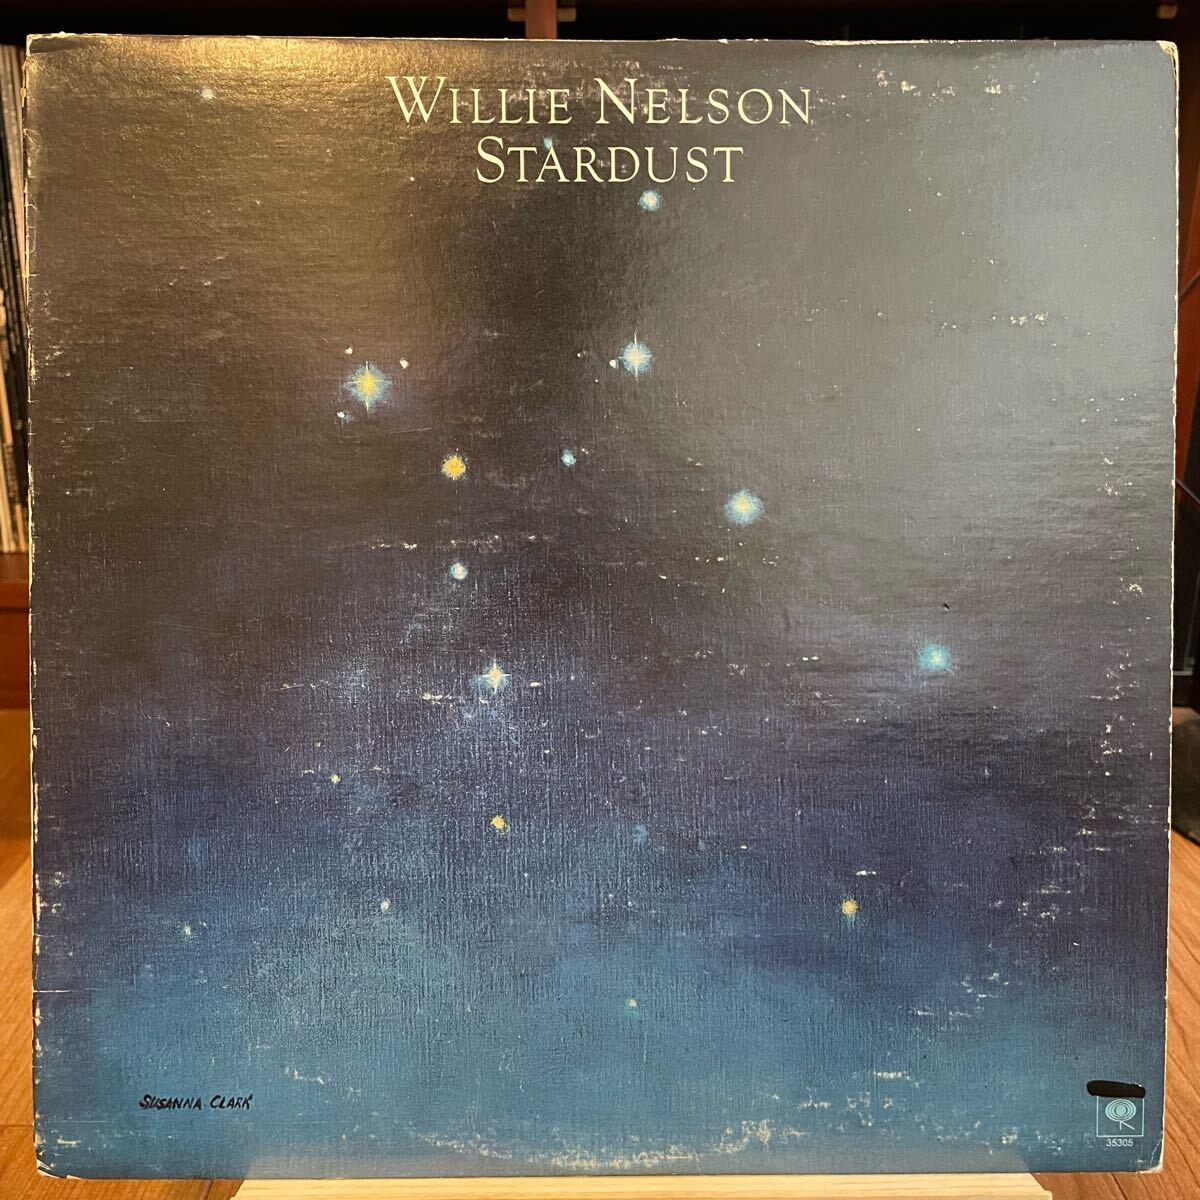 WILLIE NELSON
STARDUST
SUSANNA CLARK
35305